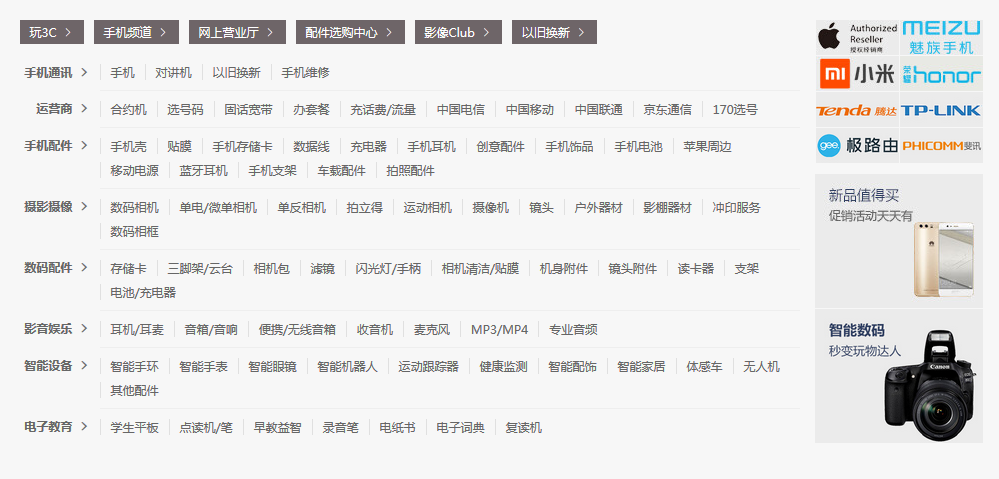 玩3C > 手机频道 > 网上营业厅 > 配件选购中心 > 影像Club > 以旧换新 >
手机通讯 > 手机 对讲机 以旧换新 手机维修
运营商 > 合约机 选号码 固话宽带 办套餐 充话费/流量 中国电信 中国移动 中国联通 京东通信 170选号
手机配件 > 手机壳 贴膜 手机存储卡 数据线 充电器 手机耳机 创意配件 手机饰品 手机电池 苹果周边
移动电源 蓝牙耳机 手机支架 车载配件 拍照配件
摄影摄像 > 数码相机 单电/微单相机 单反相机 拍立得 运动相机 摄像机 镜头 户外器材 影棚器材 冲印服务
数码相框
数码配件 > 存储卡 三脚架/云台 相机包 滤镜 闪光灯/手柄 相机清洁/贴膜 机身附件 镜头附件 读卡器 支架
电池/充电器
影音娱乐 > 耳机/耳麦 音箱/音响 便携/无线音箱 收音机 麦克风 MP3/MP4 专业音频
智能设备 > 智能手环 智能手表 智能眼镜 智能机器人 运动跟踪器 健康监测 智能配饰 智能家居 体感车 无人机
其他配件
电子教育 > 学生平板 点读机/笔 早教益智 录音笔 电纸书 电子词典 复读机
Authorized
Reseller
授权经销商
MEIZU
魅族手机
MI 小米
荣耀 honor
Tenda 腾达
TP-LINK
gee 极路由
PHICOMM 斐讯
新品值得买
促销活动天天有
智能数码
秒变玩物达人
Canon